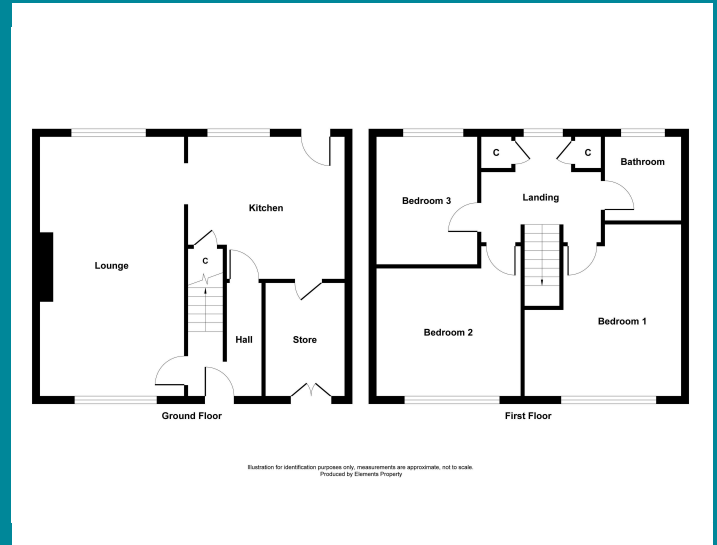 Lounge
Kitchen
C
Hall
Store
Ground Floor
C
C
Bathroom
Bedroom 3
Landing
Bedroom 2
Bedroom 1
First Floor
Illustration for identification purposes only, measurements are approximate, not to scale.
Produced by Elements Property